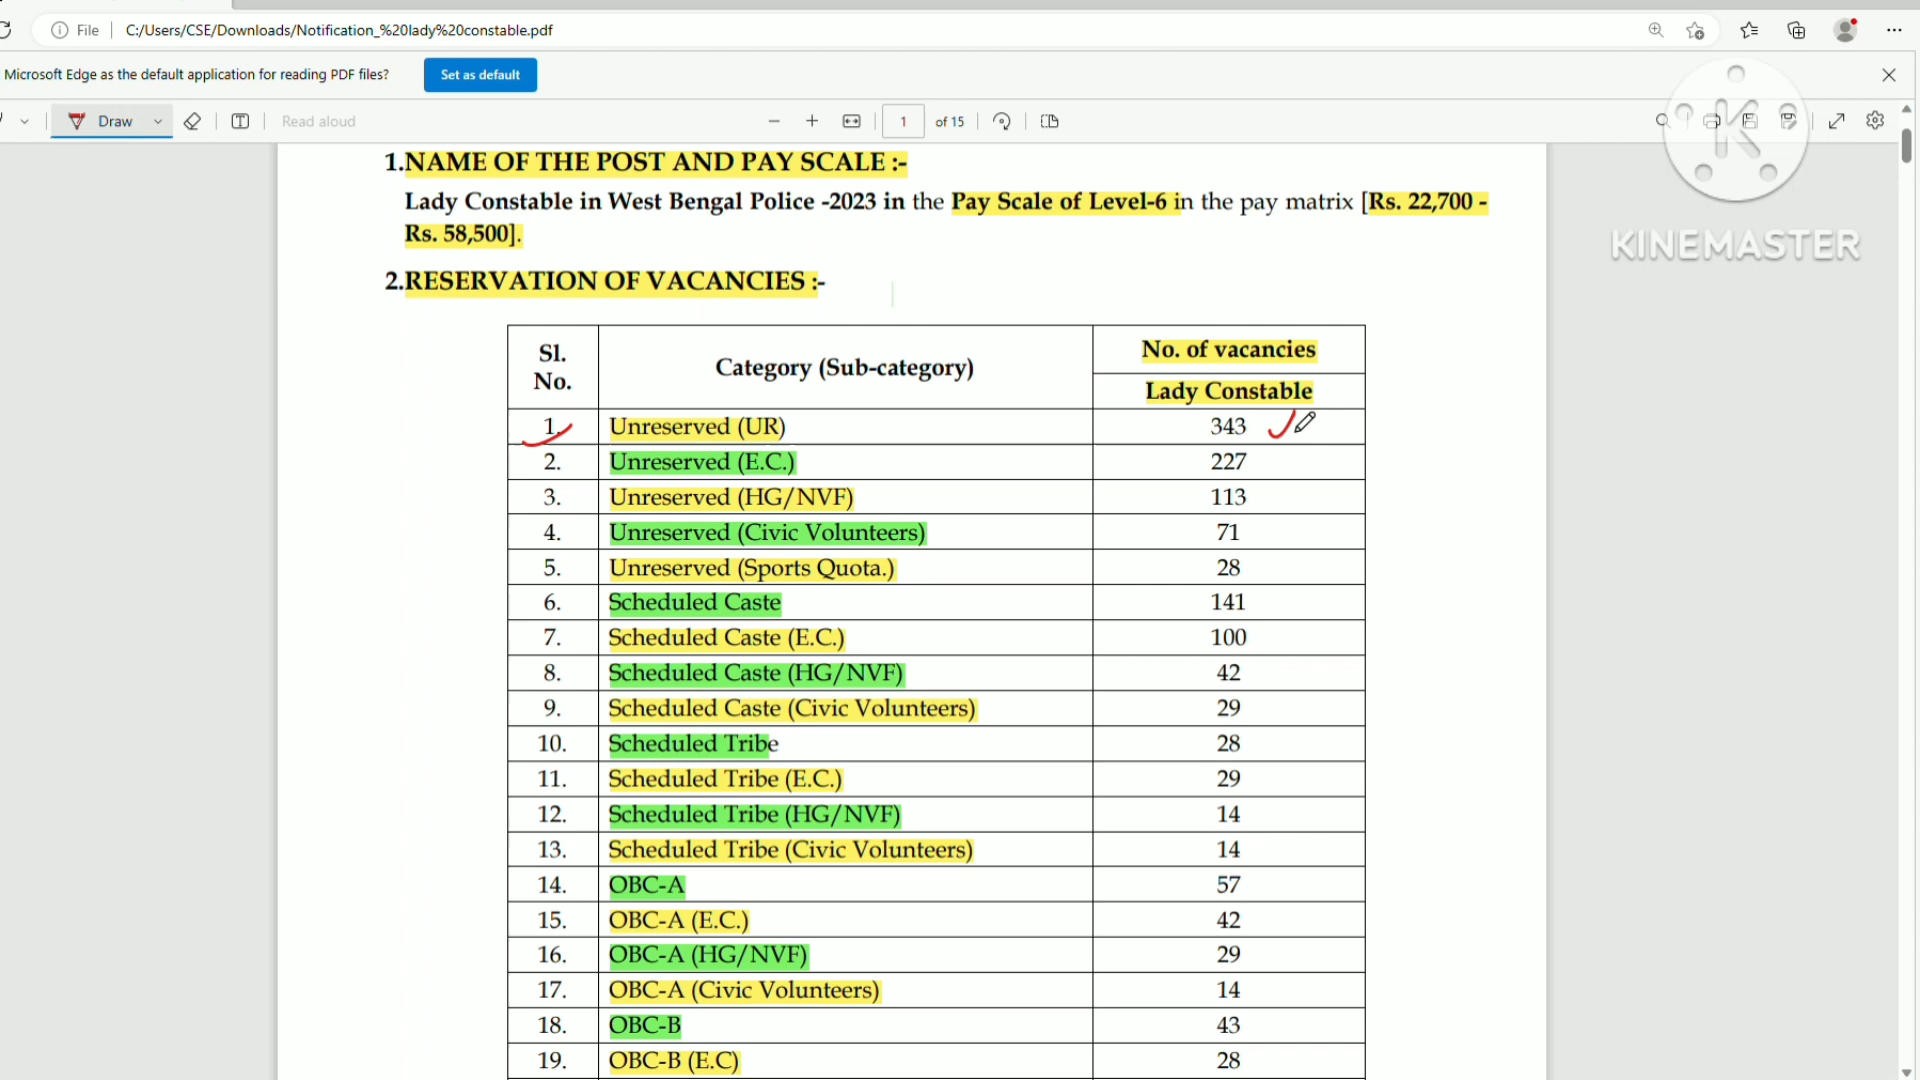 File C:/Users/CSE/Downloads/Notification_%20lady%20constable.pdf
Microsoft Edge as the default application for reading PDF files? Set as default
Draw Read aloud 1 of 15
K
KINEMASTER
1.NAME OF THE POST AND PAY SCALE :-
Lady Constable in West Bengal Police -2023 in the Pay Scale of Level-6 in the pay matrix [Rs. 22,700 -
Rs. 58,500].
2.RESERVATION OF VACANCIES :-
Sl. No. Category (Sub-category) No. of vacancies
Lady Constable
1. Unreserved (UR) 343
2. Unreserved (E.C.) 227
3. Unreserved (HG/NVF) 113
4. Unreserved (Civic Volunteers) 71
5. Unreserved (Sports Quota.) 28
6. Scheduled Caste 141
7. Scheduled Caste (E.C.) 100
8. Scheduled Caste (HG/NVF) 42
9. Scheduled Caste (Civic Volunteers) 29
10. Scheduled Tribe 28
11. Scheduled Tribe (E.C.) 29
12. Scheduled Tribe (HG/NVF) 14
13. Scheduled Tribe (Civic Volunteers) 14
14. OBC-A 57
15. OBC-A (E.C.) 42
16. OBC-A (HG/NVF) 29
17. OBC-A (Civic Volunteers) 14
18. OBC-B 43
19. OBC-B (E.C) 28